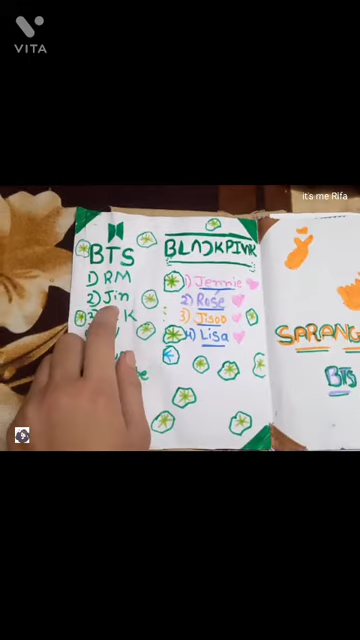 VITA
it's me Rifa
BTS
1) RM
2) Jin
BLACKPINK
1) Jennie
2) Rosé
3) Jisoo
4) Lisa
SARANG
BTS